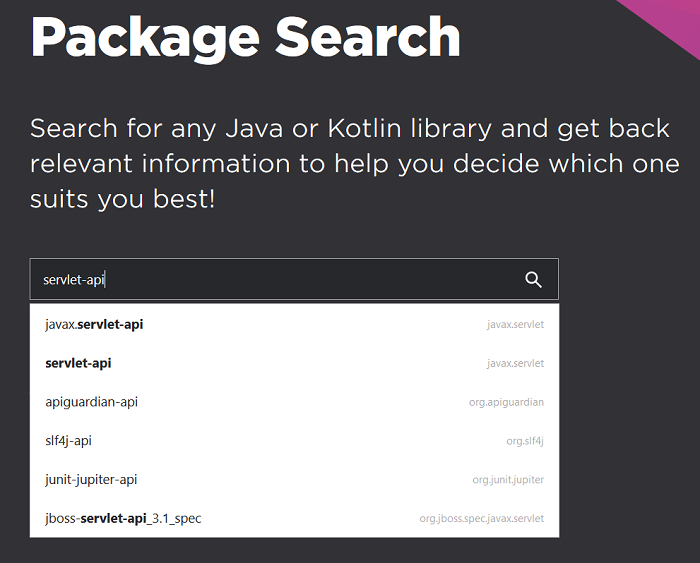 Package Search
Search for any Java or Kotlin library and get back
relevant information to help you decide which one
suits you best!
servlet-api
javax.servlet-api javax.servlet
servlet-api javax.servlet
apiguardian-api org.apiguardian
slf4j-api org.slf4j
junit-jupiter-api org.junit.jupiter
jboss-servlet-api_3.1_spec org.jboss.spec.javax.servlet